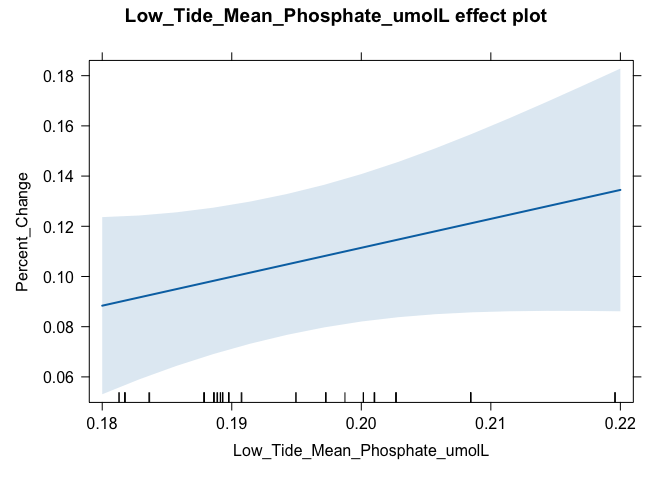 Low_Tide_Mean_Phosphate_umolL effect plot
0.18
0.16
0.14
0.12
0.10
0.08
0.06
Percent_Change
0.18 0.19 0.20 0.21 0.22
Low_Tide_Mean_Phosphate_umolL